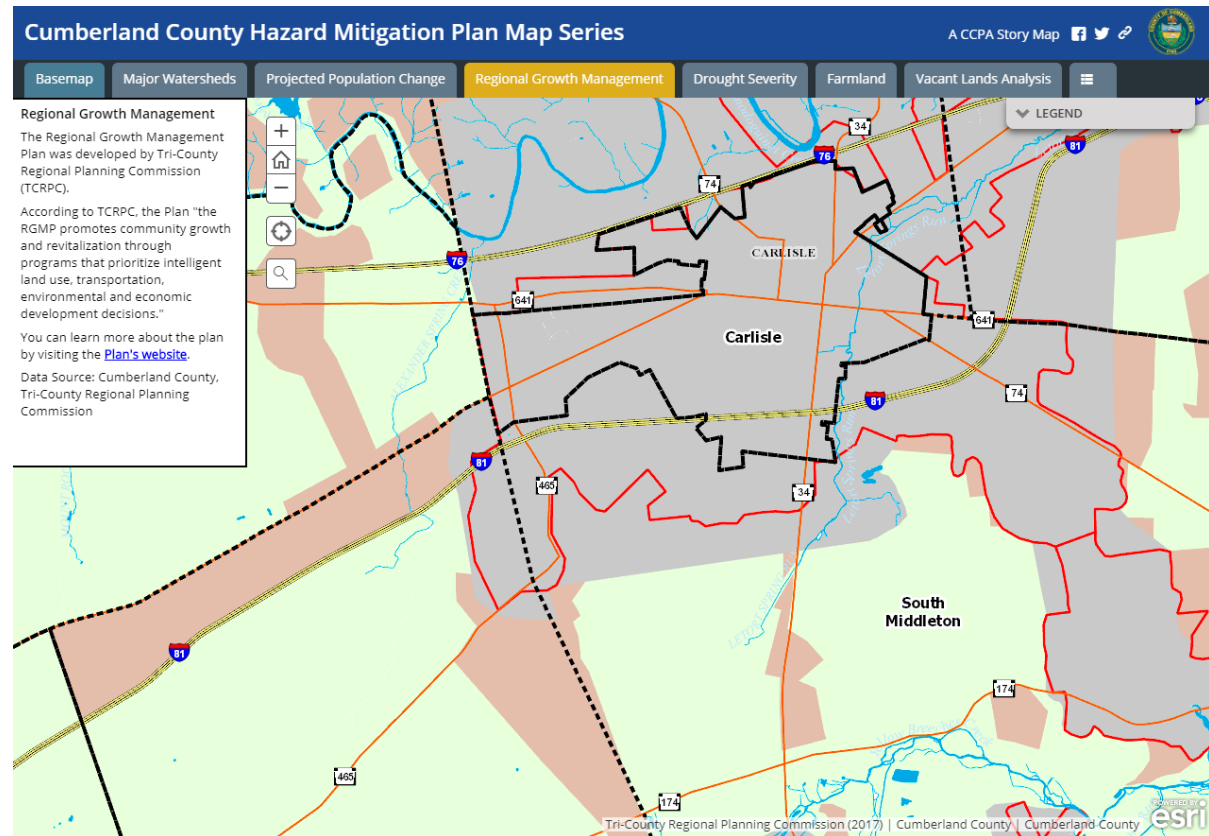 Cumberland County Hazard Mitigation Plan Map Series
A CCPA Story Map
Basemap
Major Watersheds
Projected Population Change
Regional Growth Management
Drought Severity
Farmland
Vacant Lands Analysis
Regional Growth Management
The Regional Growth Management
Plan was developed by Tri-County
Regional Planning Commission
(TCRPC).
According to TCRPC, the Plan "the
RGMP promotes community growth
and revitalization through
programs that prioritize intelligent
land use, transportation,
environmental and economic
development decisions."
You can learn more about the plan
by visiting the Plan's website.
Data Source: Cumberland County,
Tri-County Regional Planning
Commission
LEGEND
34
81
76
74
76
CARLISLE
641
641
Carlisle
74
81
81
465
34
South
Middleton
81
174
465
174
Tri-County Regional Planning Commission (2017) | Cumberland County | Cumberland County
POWERED BY
esri